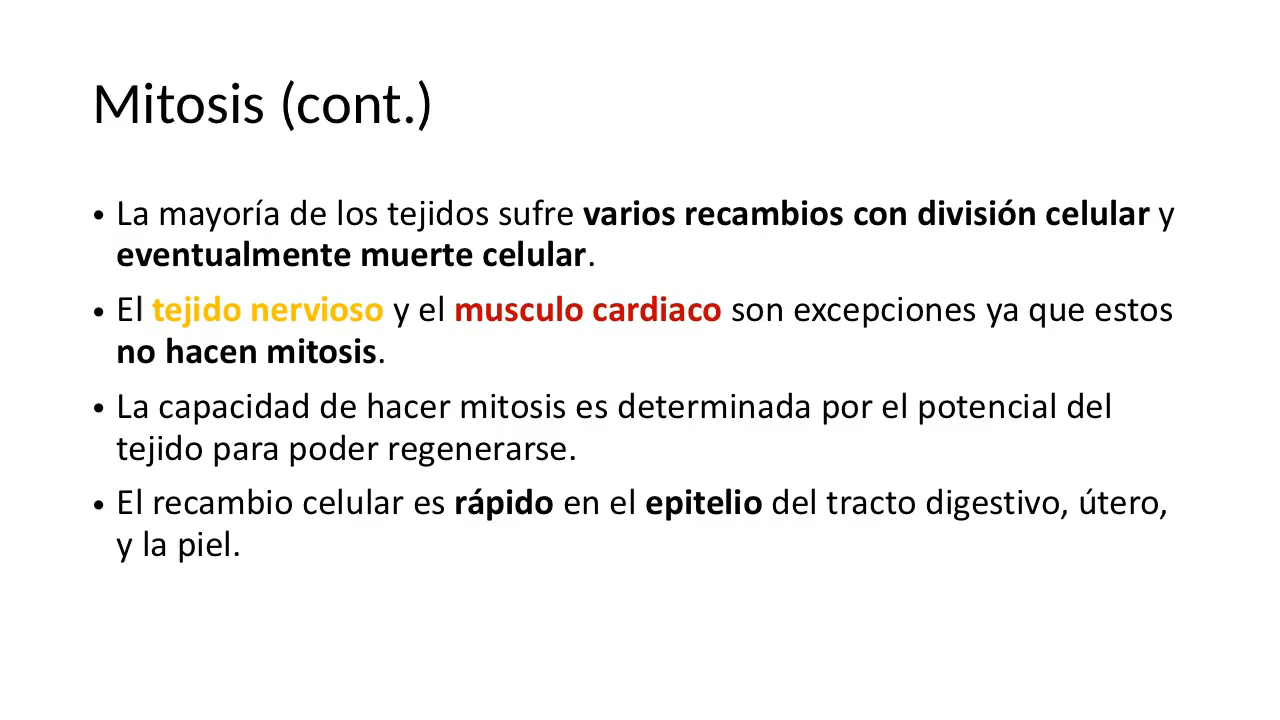 Mitosis (cont.)
• La mayoría de los tejidos sufre varios recambios con división celular y
eventualmente muerte celular.
• El tejido nervioso y el musculo cardiaco son excepciones ya que estos
no hacen mitosis.
• La capacidad de hacer mitosis es determinada por el potencial del
tejido para poder regenerarse.
• El recambio celular es rápido en el epitelio del tracto digestivo, útero,
y la piel.